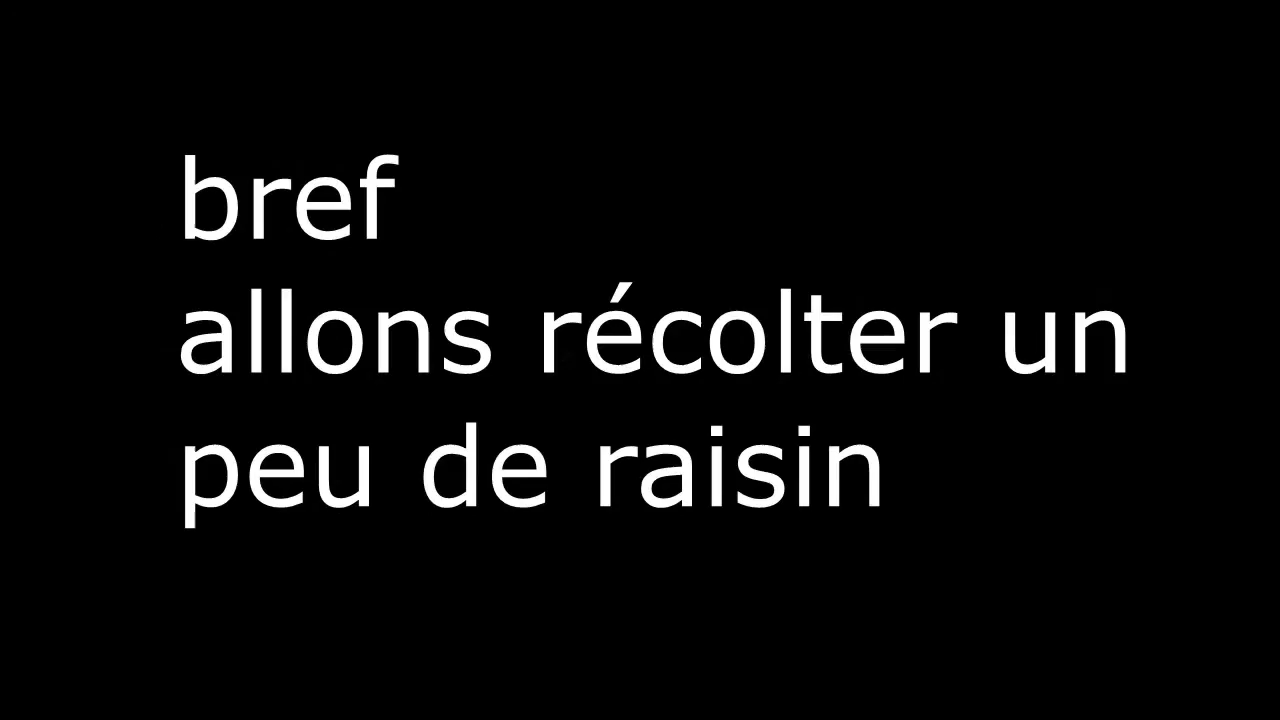 bref
allons récolter un
peu de raisin